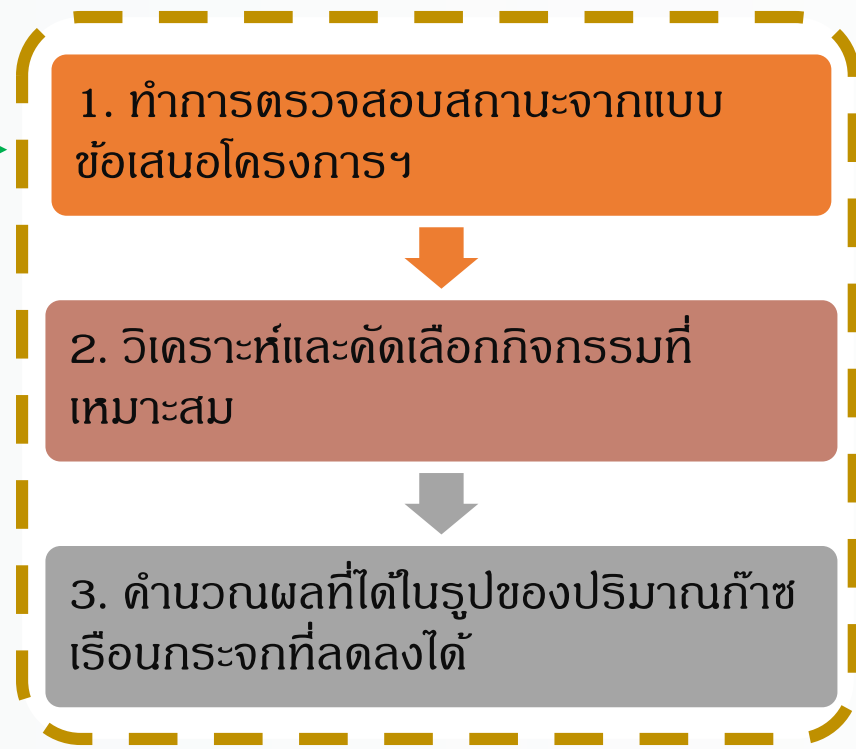 1. ทำการตรวจสอบสถานะจากแบบ
ข้อเสนอโครงการฯ
2. วิเคราะห์และคัดเลือกกิจกรรมที่
เหมาะสม
3. คำนวณผลที่ได้ในรูปของปริมาณก๊าซ
เรือนกระจกที่ลดลงได้